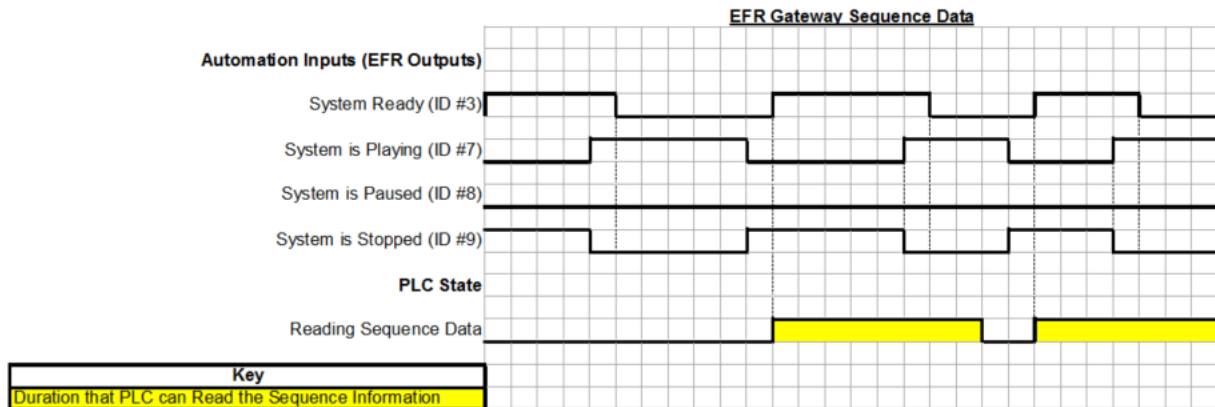 EFR Gateway Sequence Data
Automation Inputs (EFR Outputs)
System Ready (ID #3)
System is Playing (ID #7)
System is Paused (ID #8)
System is Stopped (ID #9)
PLC State
Reading Sequence Data
Key
Duration that PLC can Read the Sequence Information